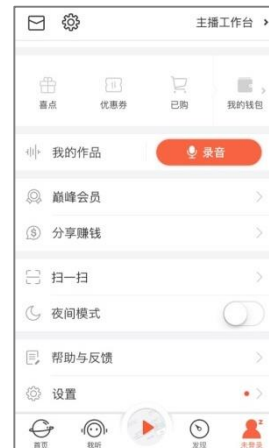 主播工作台
喜点 优惠券 已购 我的钱包
我的作品 录音
巅峰会员
分享赚钱
扫一扫
夜间模式
帮助与反馈
设置
首页 我听 发现 未登录